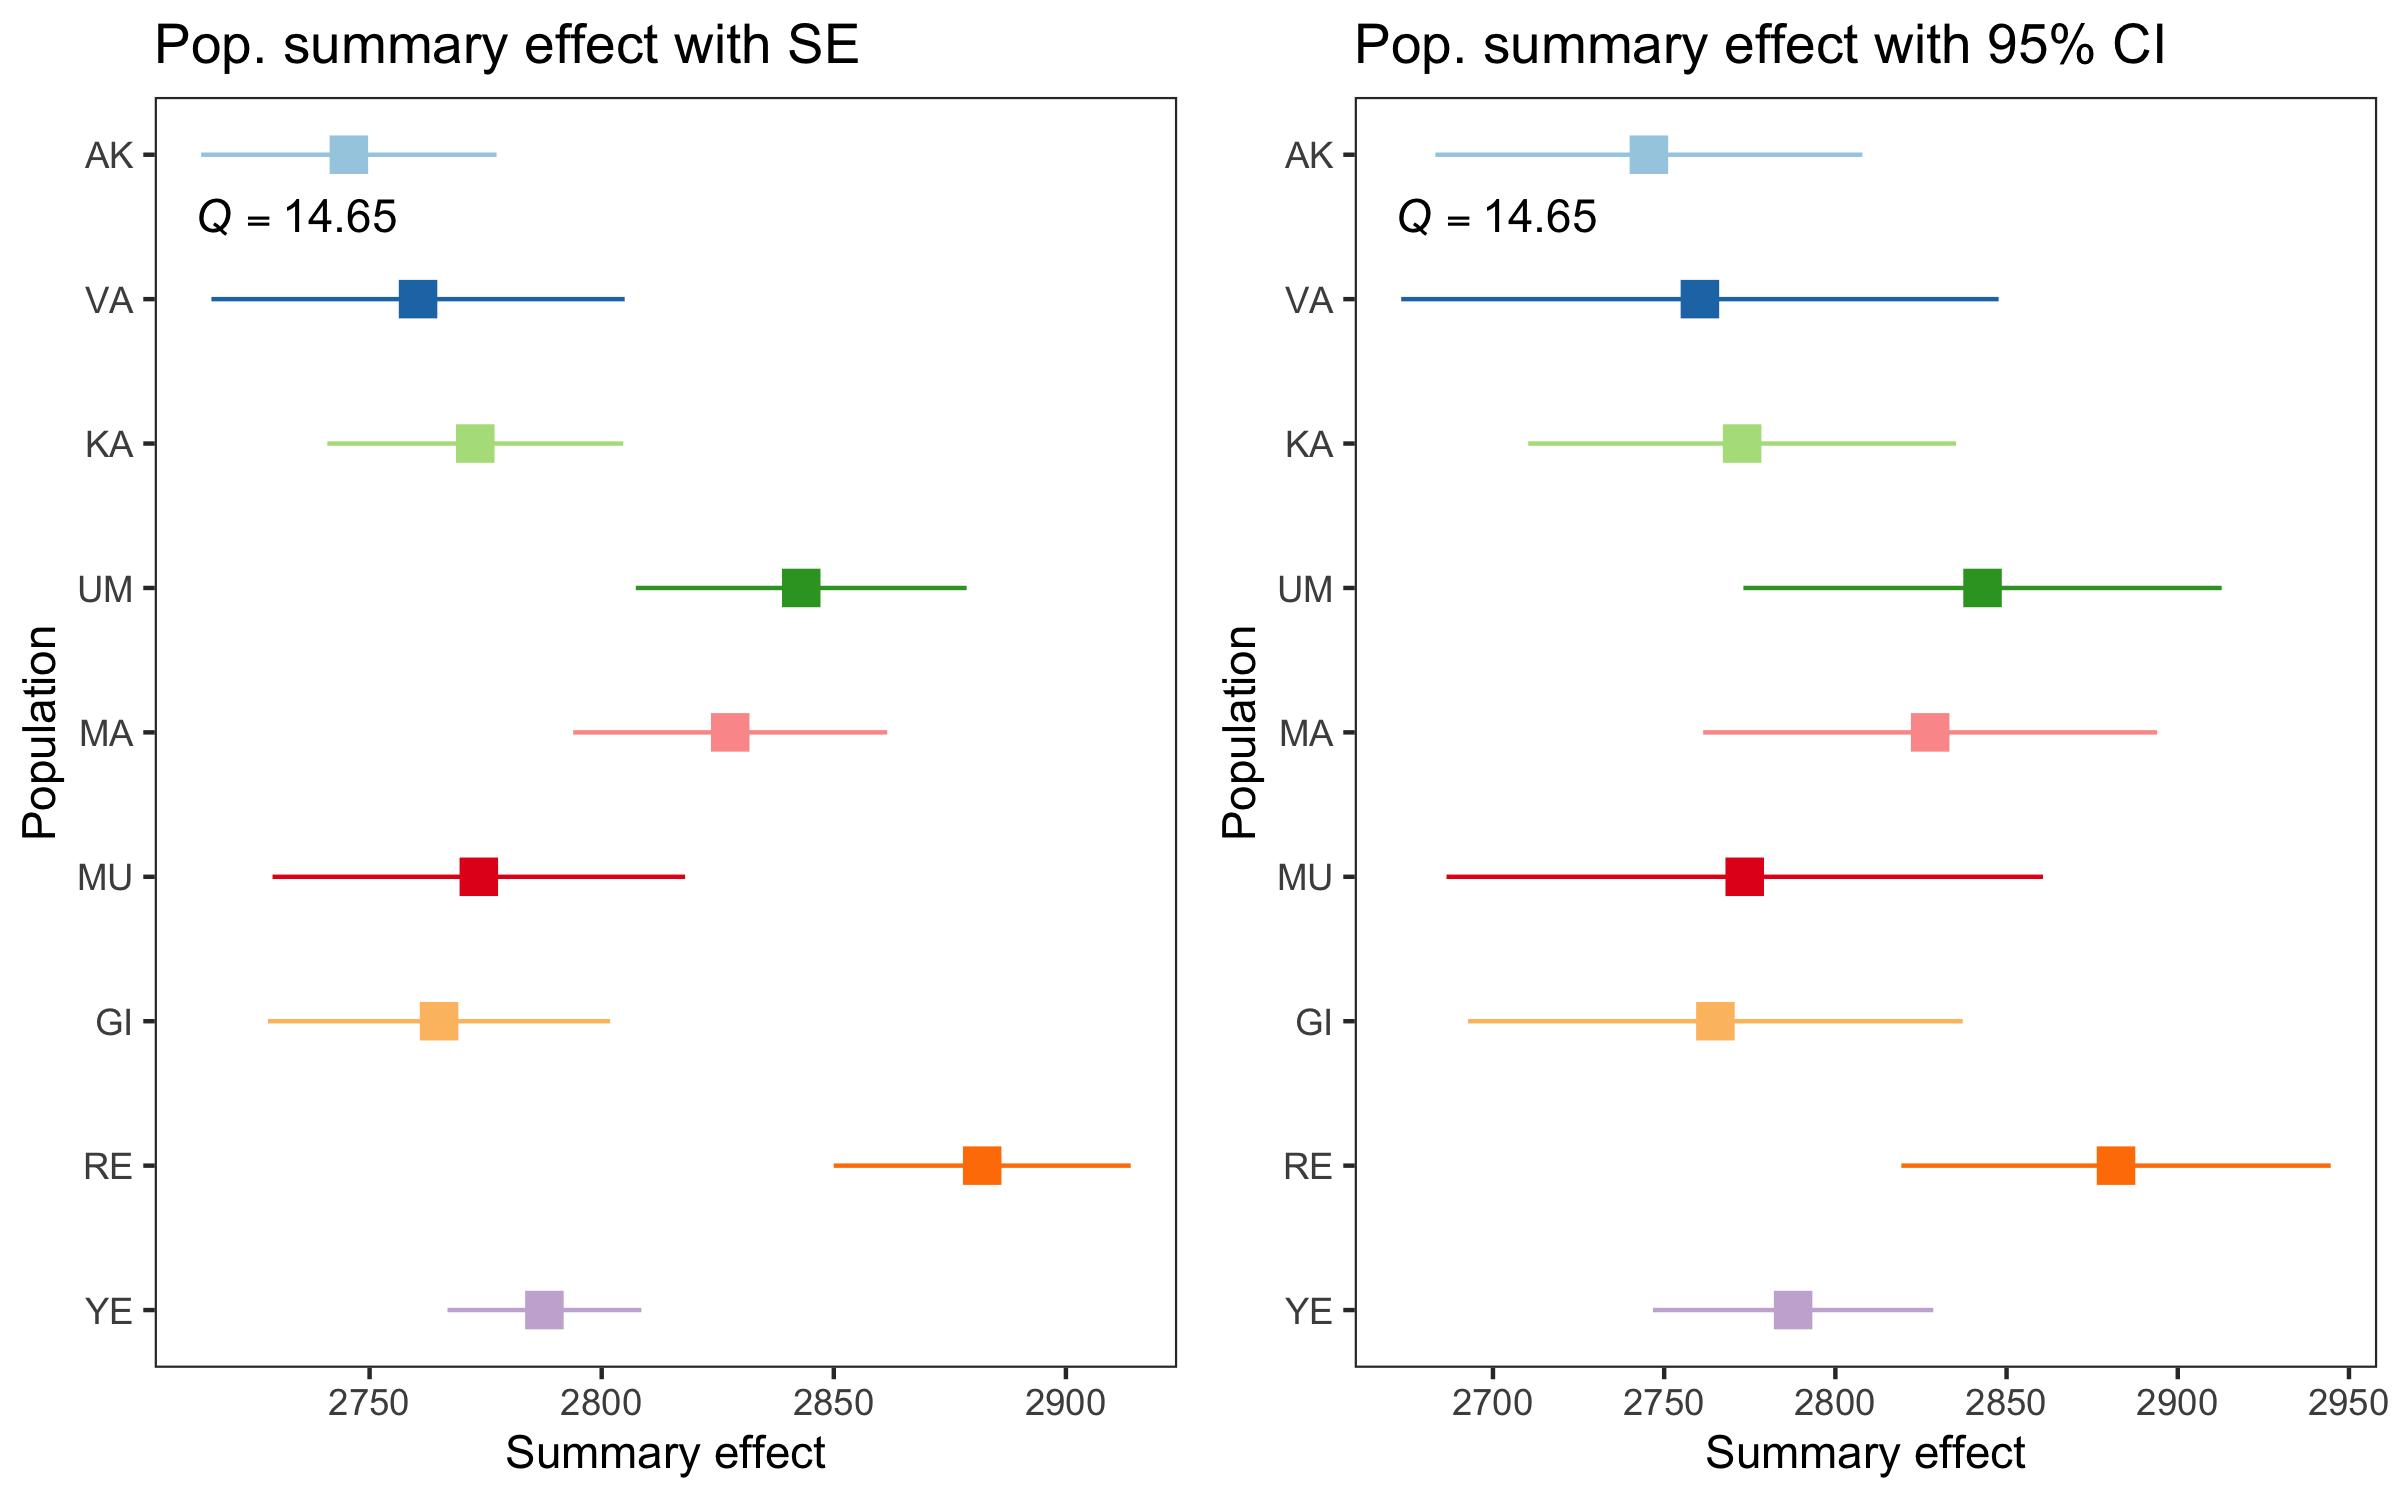 Pop. summary effect with SE
AK
Q = 14.65
VA
KA
UM
MA
MU
GI
RE
YE
Population
2750 2800 2850 2900
Summary effect
Pop. summary effect with 95% CI
AK
Q = 14.65
VA
KA
UM
MA
MU
GI
RE
YE
Population
2700 2750 2800 2850 2900 2950
Summary effect